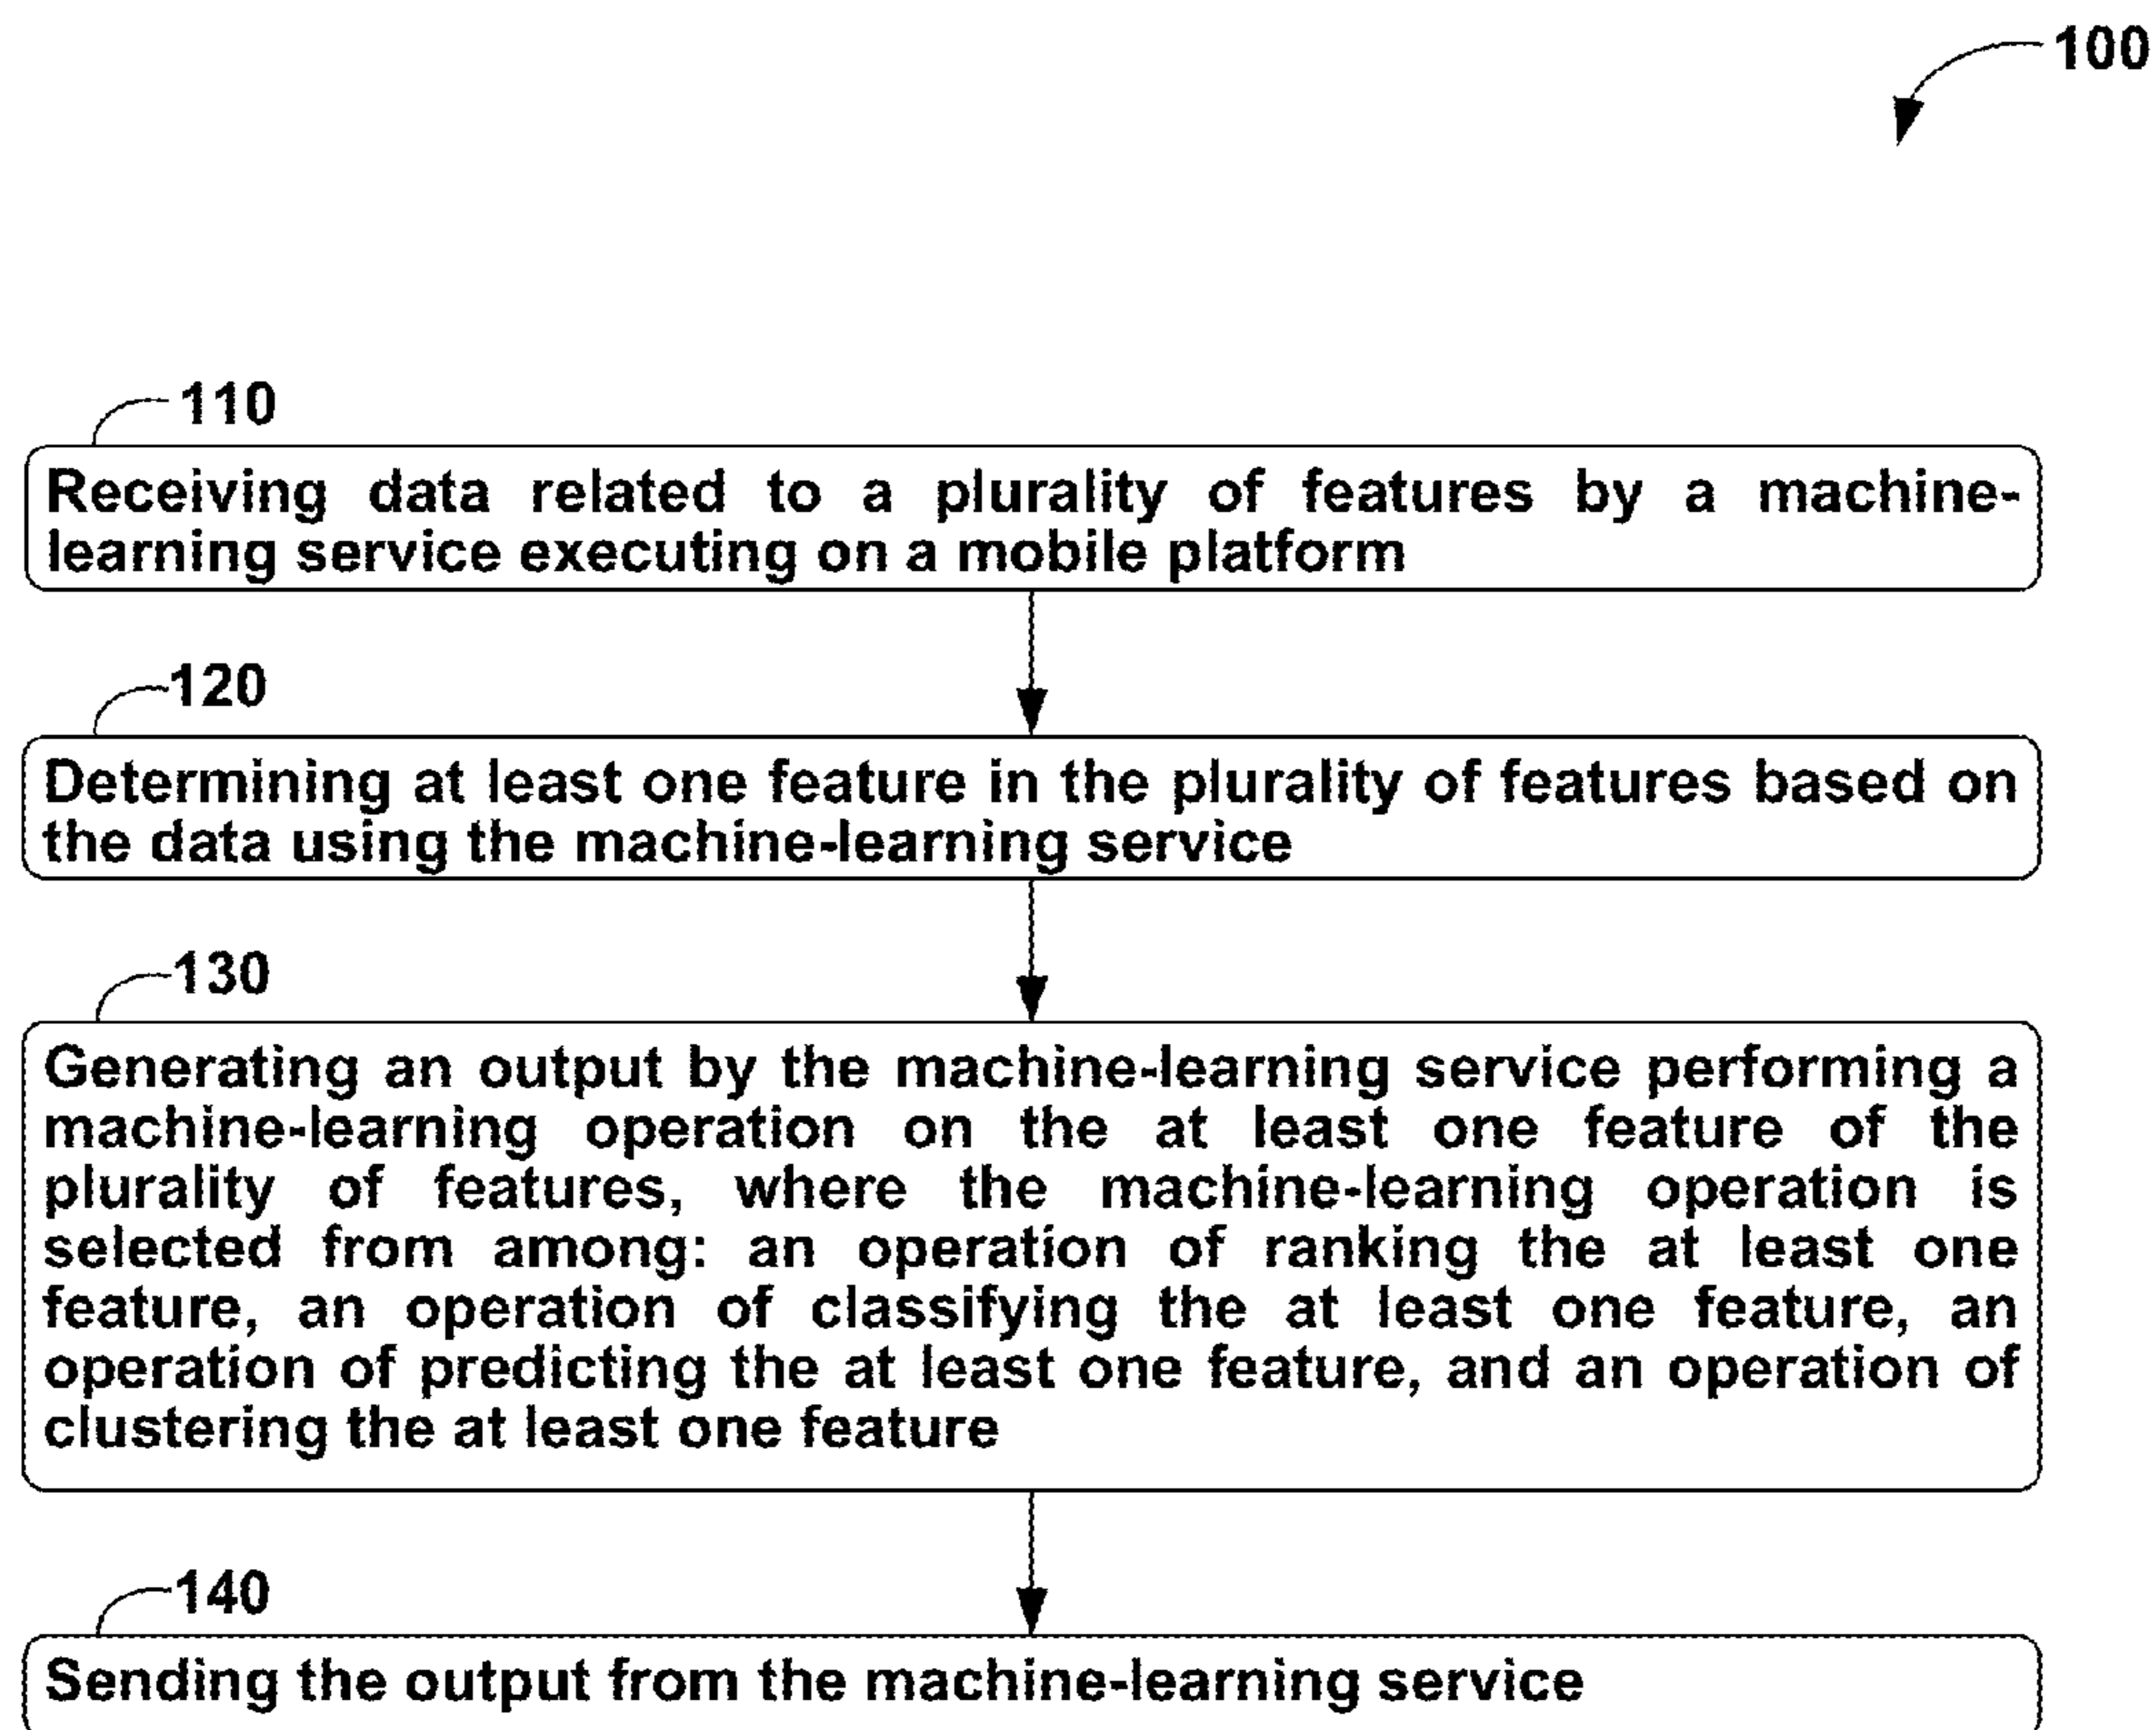 100
110
Receiving data related to a plurality of features by a machine-
learning service executing on a mobile platform
120
Determining at least one feature in the plurality of features based on
the data using the machine-learning service
130
Generating an output by the machine-learning service performing a
machine-learning operation on the at least one feature of the
plurality of features, where the machine-learning operation is
selected from among: an operation of ranking the at least one
feature, an operation of classifying the at least one feature, an
operation of predicting the at least one feature, and an operation of
clustering the at least one feature
140
Sending the output from the machine-learning service